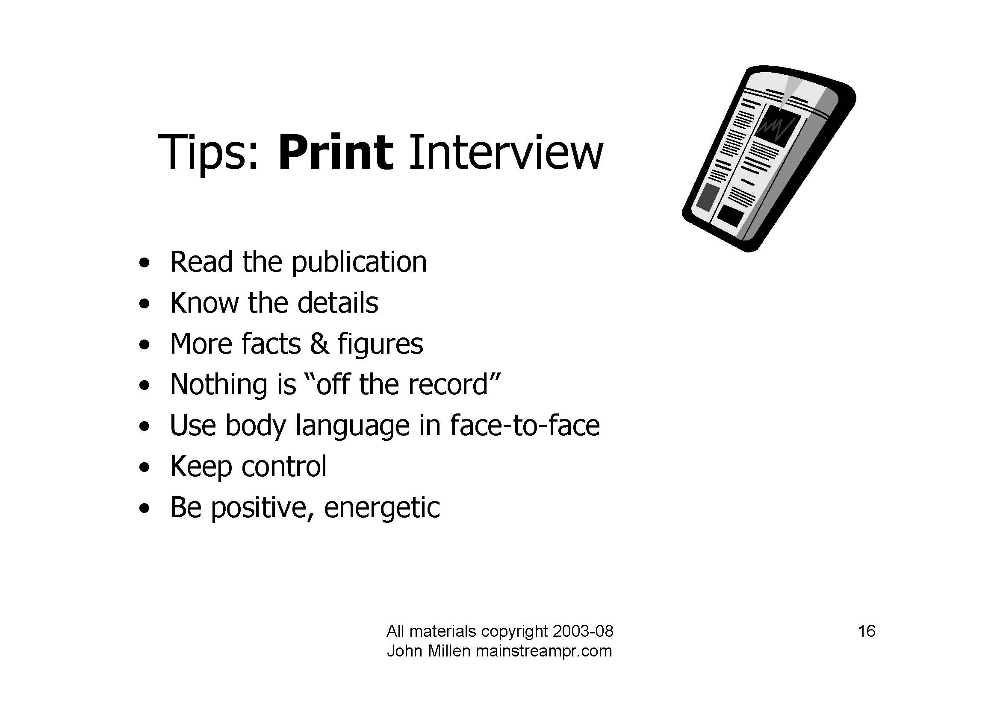 Tips: Print Interview
• Read the publication
• Know the details
• More facts & figures
• Nothing is “off the record”
• Use body language in face-to-face
• Keep control
• Be positive, energetic
All materials copyright 2003-08
John Millen mainstreampr.com
16